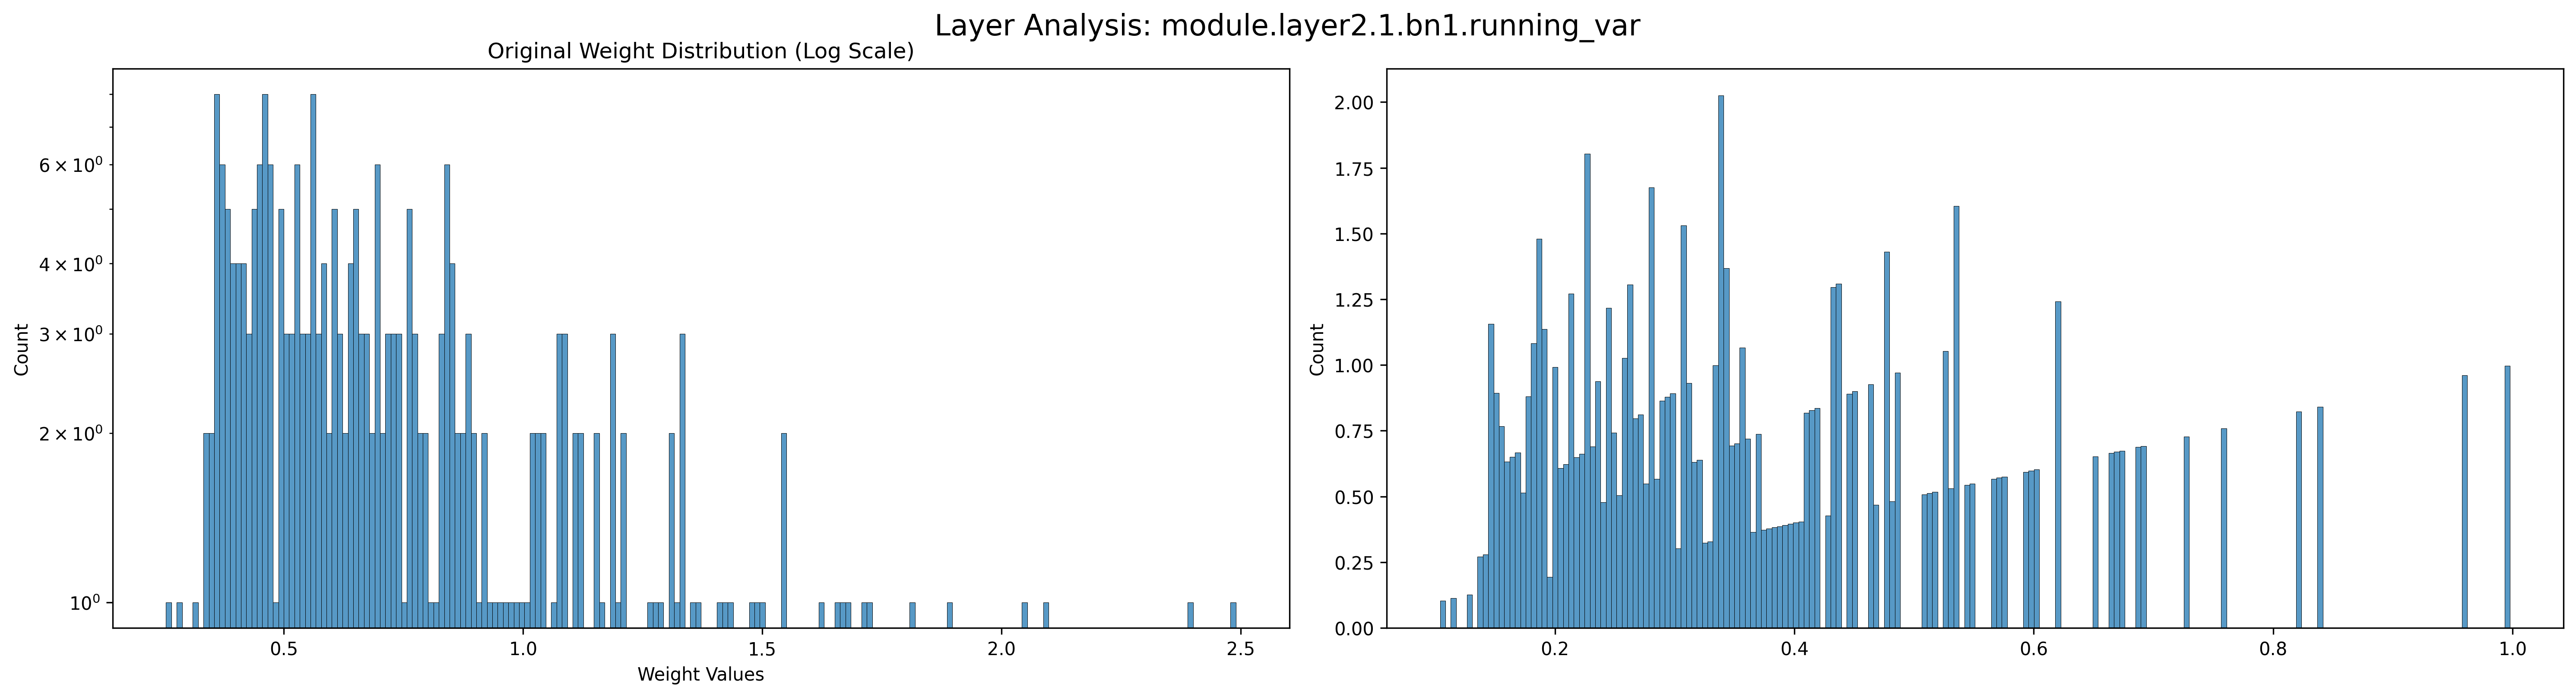 Layer Analysis: module.layer2.1.bn1.running_var
Original Weight Distribution (Log Scale)
Count
6 × 10⁰
4 × 10⁰
3 × 10⁰
2 × 10⁰
10⁰
0.5 1.0 1.5 2.0 2.5
Weight Values
Count
2.00
1.75
1.50
1.25
1.00
0.75
0.50
0.25
0.00
0.2 0.4 0.6 0.8 1.0